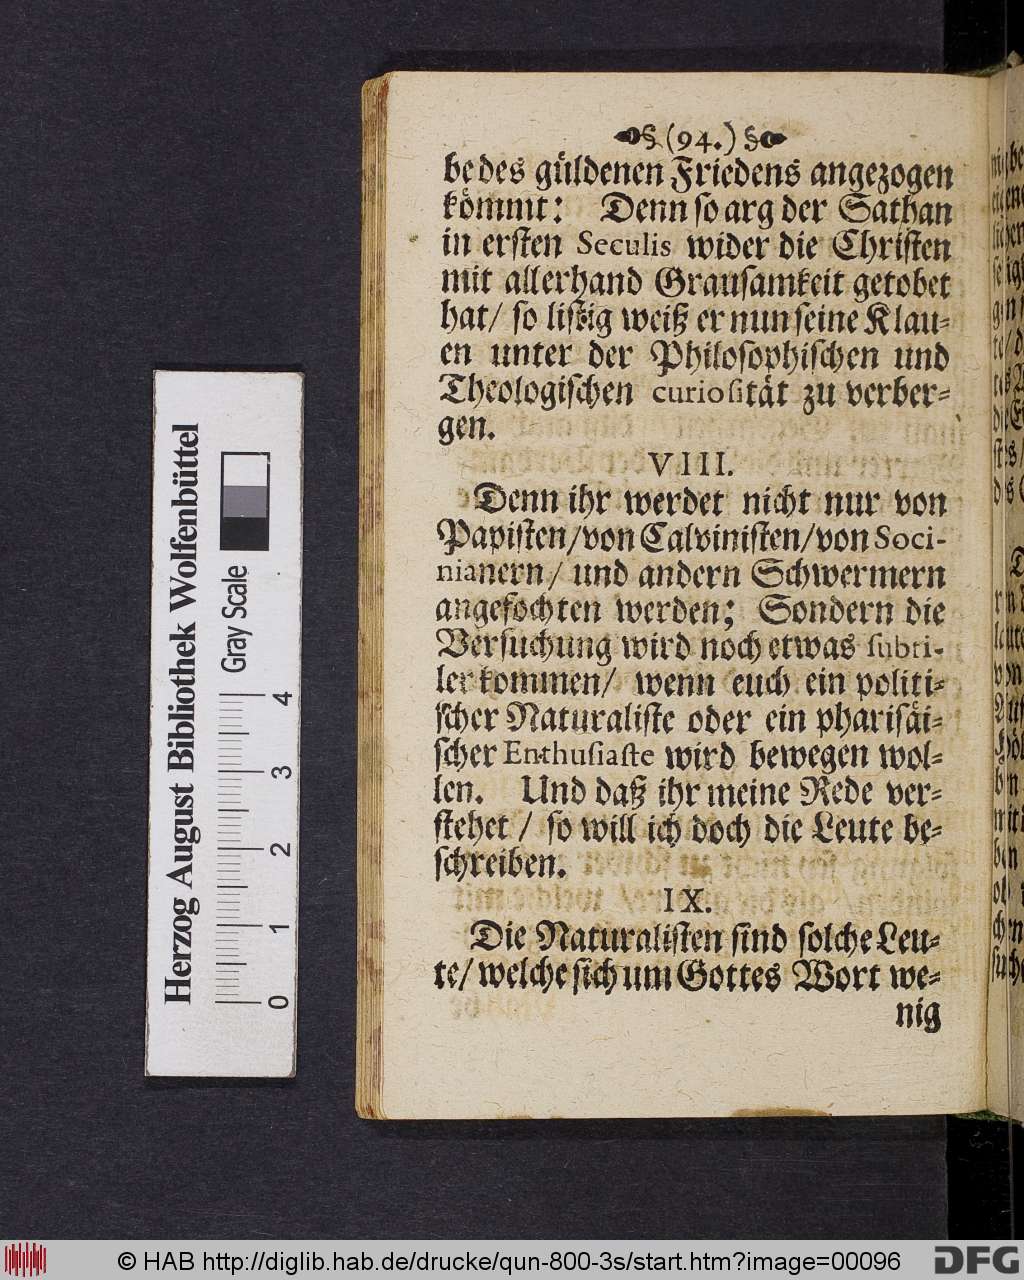 (94.)
be des güldenen Friedens angezogen
kömmt: Denn so arg der Sathan
in ersten Seculis wider die Christen
mit allerhand Grausamkeit getobet
hat/ so listig weiß er nun seine Klau-
en unter der Philosophischen und
Theologischen curiosität zu verber-
gen.
VIII.
Denn ihr werdet nicht nur von
Papisten/von Calvinisten/von Soci-
nianern/ und andern Schwermern
angefochten werden; Sondern die
Versuchung wird noch etwas subti-
ler kommen/ wenn euch ein politi-
scher Naturaliste oder ein pharisäi-
scher Enthusiaste wird bewegen wol-
len. Und daß ihr meine Rede ver-
stehet / so will ich doch die Leute be-
schreiben.
IX.
Die Naturalisten sind solche Leu-
te/ welche sich um Gottes Wort we-
nig
Herzog August Bibliothek Wolfenbüttel
Gray Scale
0 1 2 3 4
© HAB http://diglib.hab.de/drucke/qun-800-3s/start.htm?image=00096
DFG